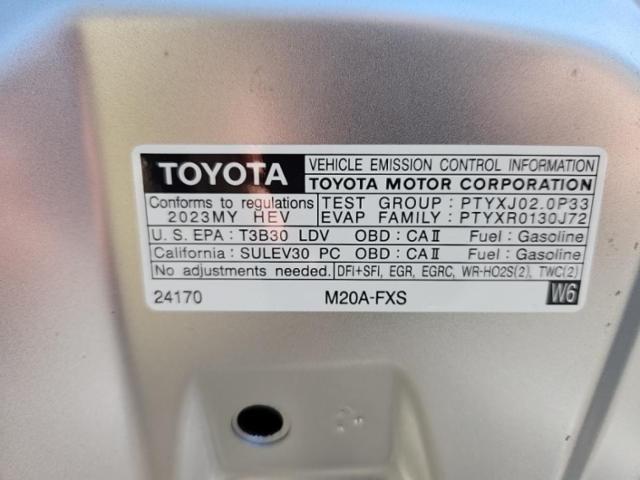 TOYOTA
VEHICLE EMISSION CONTROL INFORMATION
TOYOTA MOTOR CORPORATION
Conforms to regulations
2023MY HEV
TEST GROUP: PTYXJ02.0P33
EVAP FAMILY: PTYXR0130J72
U.S. EPA: T3B30 LDV OBD: CAⅡ Fuel: Gasoline
California: SULEV30 PC OBD: CAⅡ Fuel: Gasoline
No adjustments needed. DFI+SFI, EGR, EGRC, WR-HO2S(2), TWC(2)
24170 M20A-FXS W6